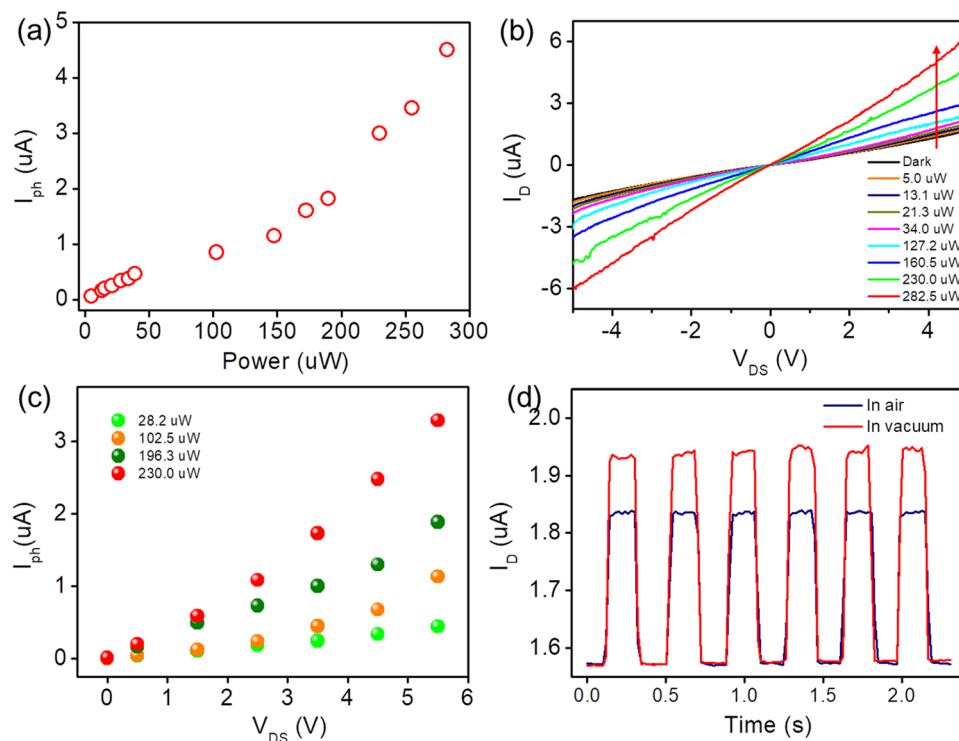 (a)
5
4
3
2
1
0
I_ph (uA)
0 50 100 150 200 250 300
Power (uW)
(b)
6
3
0
-3
-6
I_D (uA)
Dark
5.0 uW
13.1 uW
21.3 uW
34.0 uW
127.2 uW
160.5 uW
230.0 uW
282.5 uW
-4 -2 0 2 4
V_DS (V)
(c)
28.2 uW
102.5 uW
196.3 uW
230.0 uW
3
2
1
0
I_ph(uA)
0 1 2 3 4 5 6
V_DS (V)
(d)
In air
In vacuum
2.0
1.9
1.8
1.7
1.6
I_D (uA)
0.0 0.5 1.0 1.5 2.0
Time (s)